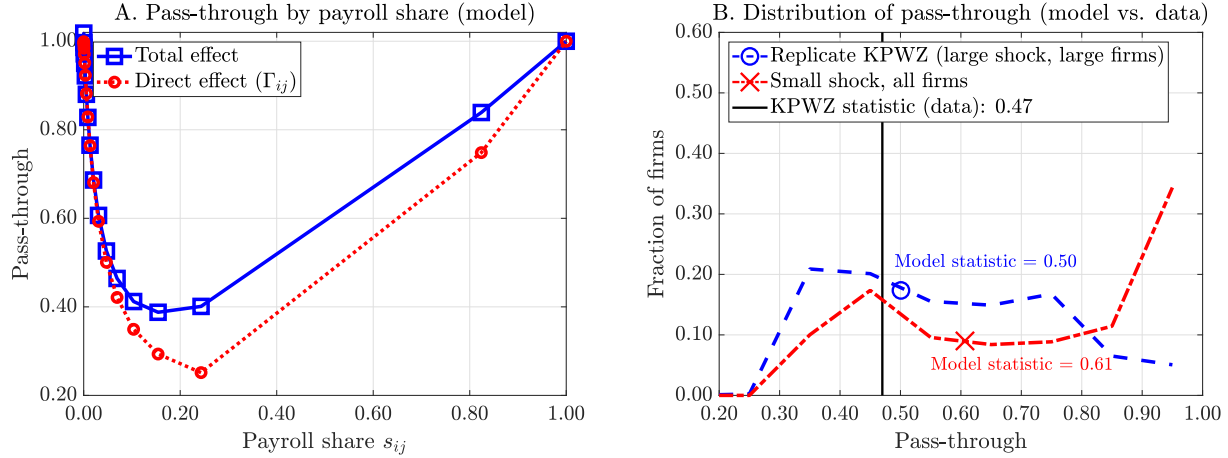 A. Pass-through by payroll share (model)
Pass-through
1.00
0.80
0.60
0.40
0.20
Total effect
Direct effect (Γij)
0.00 0.20 0.40 0.60 0.80 1.00
Payroll share sij
B. Distribution of pass-through (model vs. data)
Fraction of firms
0.60
0.50
0.40
0.30
0.20
0.10
0.00
Replicate KPWZ (large shock, large firms)
Small shock, all firms
KPWZ statistic (data): 0.47
Model statistic = 0.50
Model statistic = 0.61
0.20 0.30 0.40 0.50 0.60 0.70 0.80 0.90 1.00
Pass-through